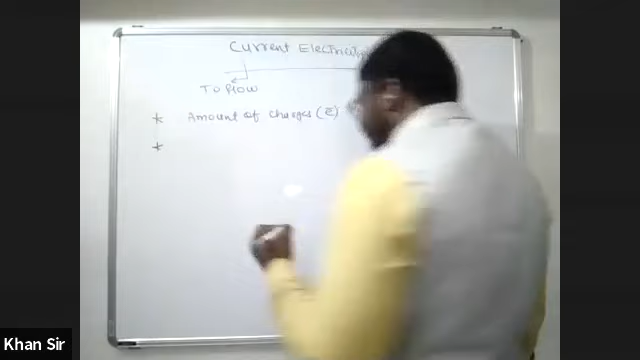 Current Electricity
To Flow
* Amount of charges (e)
*
Khan Sir